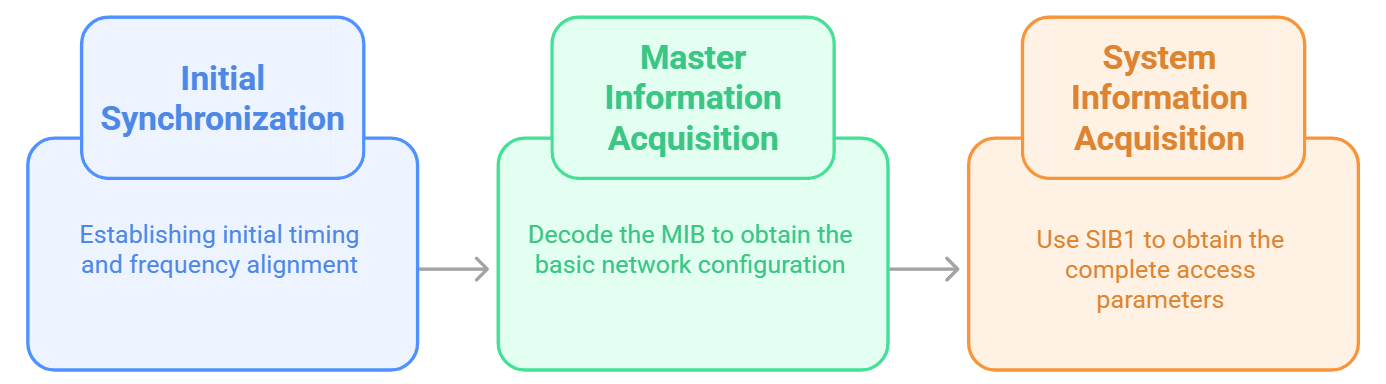 Initial
Synchronization
Establishing initial timing
and frequency alignment
Master
Information
Acquisition
Decode the MIB to obtain the
basic network configuration
System
Information
Acquisition
Use SIB1 to obtain the
complete access
parameters